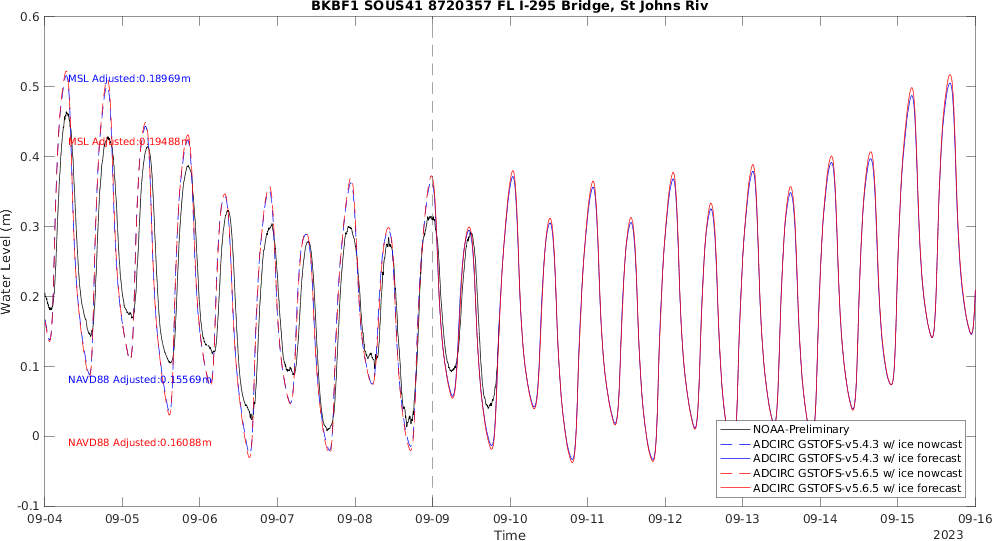 BKBF1 SOUS41 8720357 FL I-295 Bridge, St Johns Riv
0.6
0.5
0.4
0.3
0.2
0.1
0
-0.1
Water Level (m)
MSL Adjusted:0.18969m
MSL Adjusted:0.19488m
NAVD88 Adjusted:0.15569m
NAVD88 Adjusted:0.16088m
NOAA-Preliminary
ADCIRC GSTOFS-v5.4.3 w/ ice nowcast
ADCIRC GSTOFS-v5.4.3 w/ ice forecast
ADCIRC GSTOFS-v5.6.5 w/ ice nowcast
ADCIRC GSTOFS-v5.6.5 w/ ice forecast
09-04 09-05 09-06 09-07 09-08 09-09 09-10 09-11 09-12 09-13 09-14 09-15 09-16
Time
2023